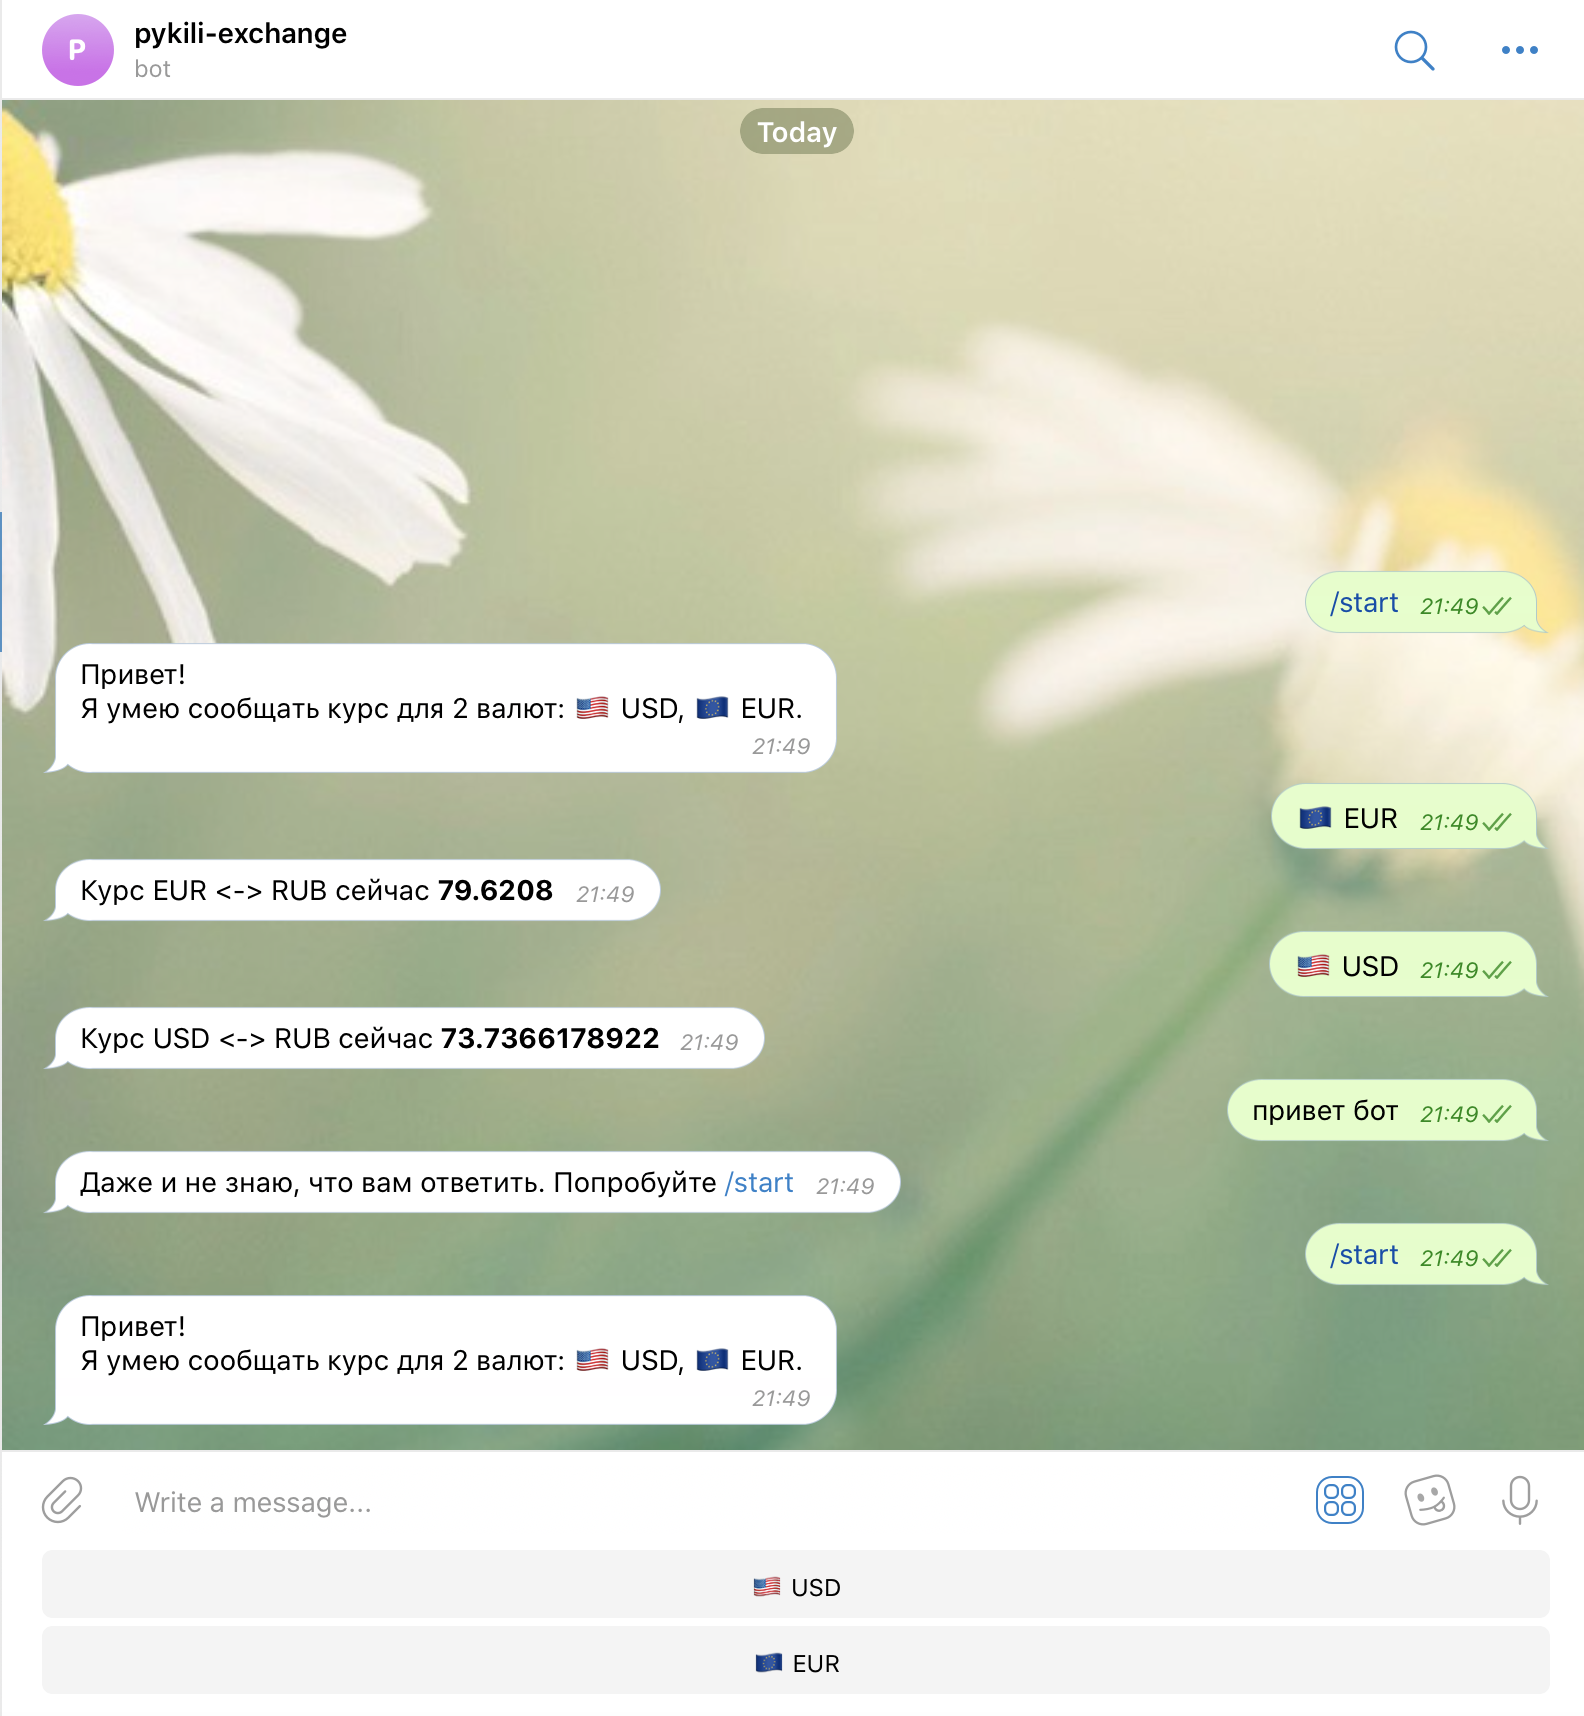 P
pykili-exchange
bot
Today
/start 21:49
Привет!
Я умею сообщать курс для 2 валют: 🇺🇸 USD, 🇪🇺 EUR.
21:49
🇪🇺 EUR 21:49
Курс EUR <-> RUB сейчас 79.6208 21:49
🇺🇸 USD 21:49
Курс USD <-> RUB сейчас 73.7366178922 21:49
привет бот 21:49
Даже и не знаю, что вам ответить. Попробуйте /start 21:49
/start 21:49
Привет!
Я умею сообщать курс для 2 валют: 🇺🇸 USD, 🇪🇺 EUR.
21:49
Write a message...
🇺🇸 USD
🇪🇺 EUR